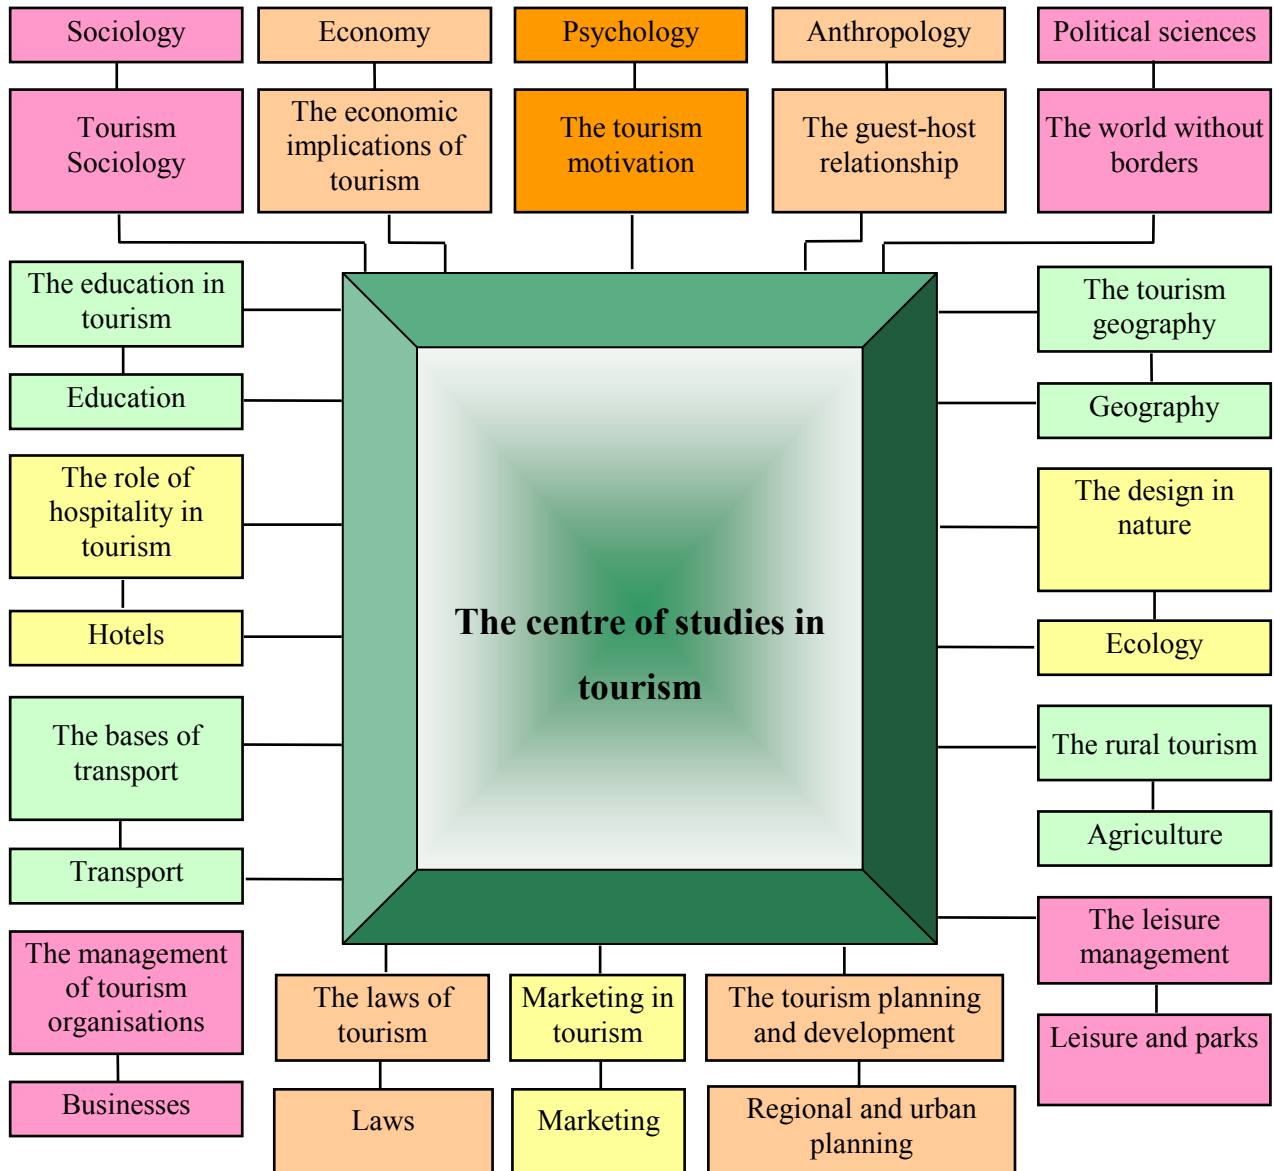 Sociology
Economy
Psychology
Anthropology
Political sciences
Tourism
Sociology
The economic
implications of
tourism
The tourism
motivation
The guest-host
relationship
The world without
borders
The education in
tourism
Education
The role of
hospitality in
tourism
Hotels
The bases of
transport
Transport
The management
of tourism
organisations
Businesses
The centre of studies in
tourism
The tourism
geography
Geography
The design in
nature
Ecology
The rural tourism
Agriculture
The leisure
management
Leisure and parks
The laws of
tourism
Laws
Marketing in
tourism
Marketing
The tourism planning
and development
Regional and urban
planning